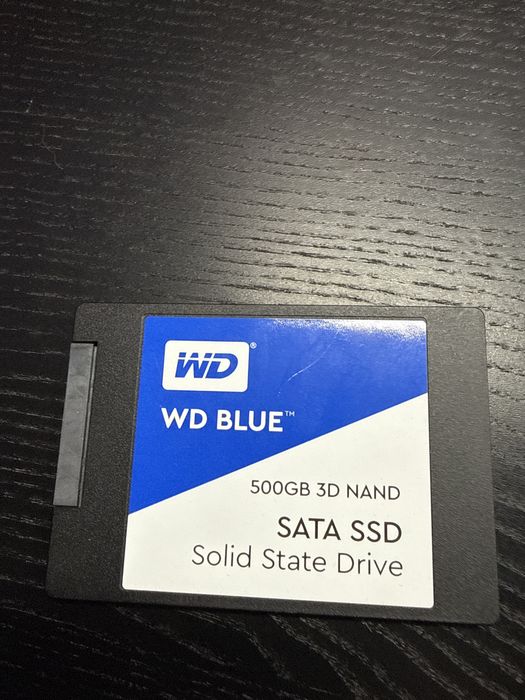 WD®
WD BLUE™
500GB 3D NAND
SATA SSD
Solid State Drive